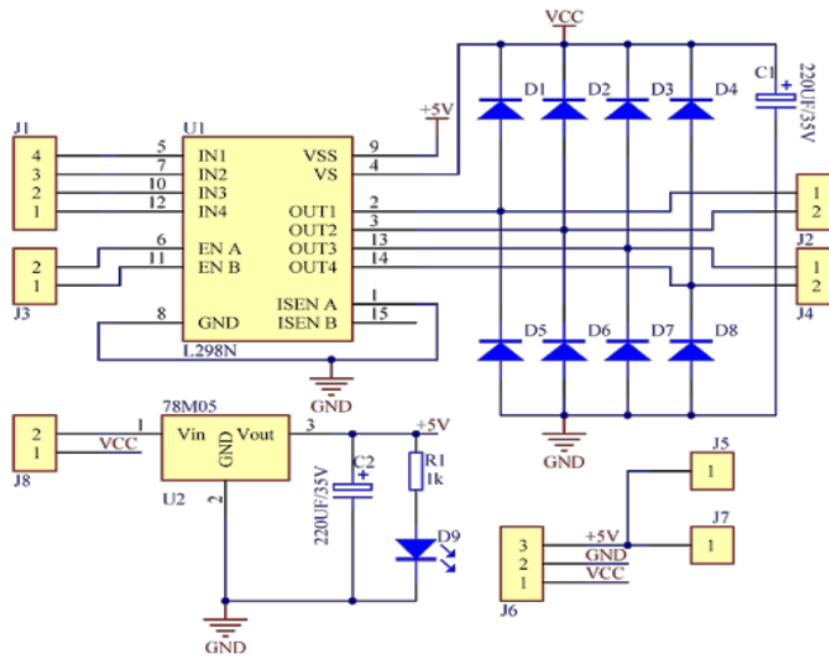 VCC
C1
220UF/35V
D1 D2 D3 D4
+5V
J1 U1
4 5 IN1 VSS 9
3 7 IN2 VS 4
2 10 IN3
1 12 IN4 OUT1 2
OUT2 3
2 6 EN A OUT3 13
1 11 EN B OUT4 14
J3
ISEN A 1
8 GND ISEN B 15
L298N
GND
1
2
J2
1
2
J4
D5 D6 D7 D8
GND
78M05
2 1 Vin Vout 3 +5V
1 VCC GND
J8 U2 2
C2
220UF/35V
R1
1k
D9
GND
J5
1
J7
1
3 +5V
2 GND
1 VCC
J6